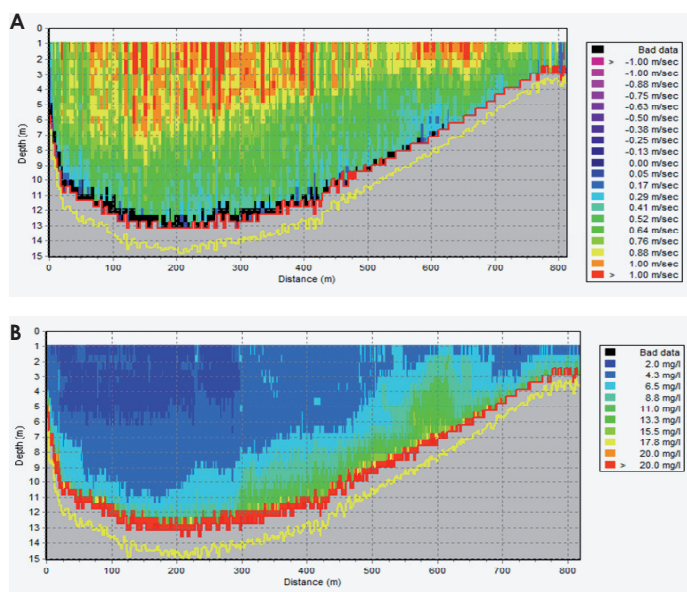 A
0
1
2
3
4
5
6
7
8
9
10
11
12
13
14
15
Depth (m)
0 100 200 300 400 500 600 700 800
Distance (m)
Bad data
> -1.00 m/sec
-1.00 m/sec
-0.88 m/sec
-0.75 m/sec
-0.63 m/sec
-0.50 m/sec
-0.38 m/sec
-0.25 m/sec
-0.13 m/sec
0.00 m/sec
0.05 m/sec
0.17 m/sec
0.29 m/sec
0.41 m/sec
0.52 m/sec
0.64 m/sec
0.76 m/sec
0.88 m/sec
1.00 m/sec
> 1.00 m/sec
B
0
1
2
3
4
5
6
7
8
9
10
11
12
13
14
15
Depth (m)
0 100 200 300 400 500 600 700 800
Distance (m)
Bad data
2.0 mg/l
4.3 mg/l
6.5 mg/l
8.8 mg/l
11.0 mg/l
13.3 mg/l
15.5 mg/l
17.8 mg/l
20.0 mg/l
> 20.0 mg/l